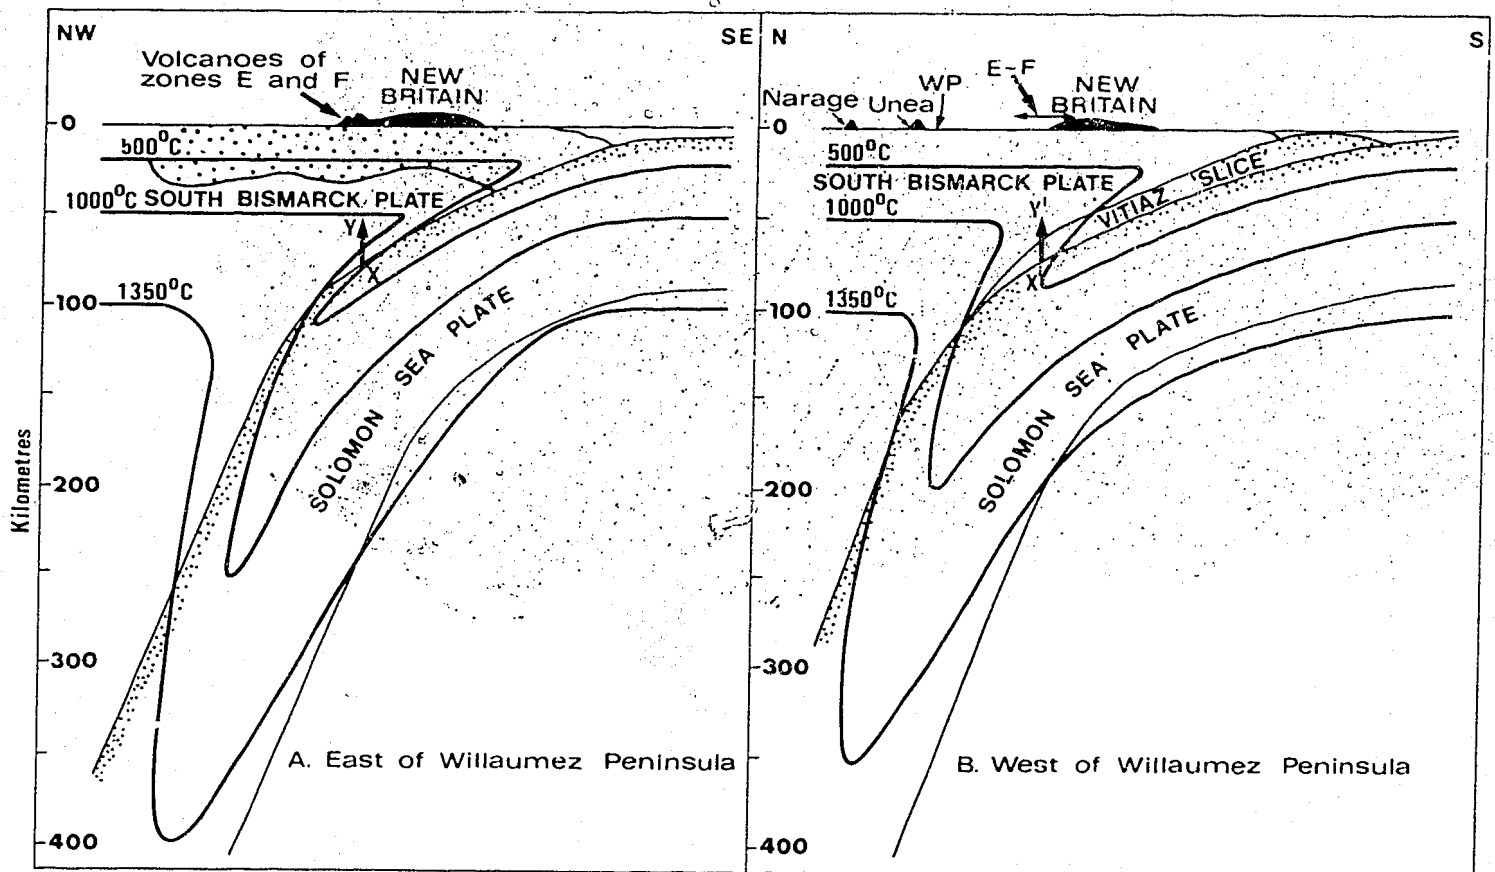 NW
SE
Volcanoes of
zones E and F
NEW
BRITAIN
0
500°C
1000°C
SOUTH BISMARCK PLATE
Y
X
100
1350°C
SOLOMON SEA PLATE
200
Kilometres
300
A. East of Willaumez Peninsula
400
N
S
E-F
WP
NEW
BRITAIN
Narage
Unea
0
500°C
SOUTH BISMARCK PLATE
1000°C
Y'
VITIAZ 'SLICE'
X'
1350°C
100
SOLOMON SEA PLATE
200
300
B. West of Willaumez Peninsula
400